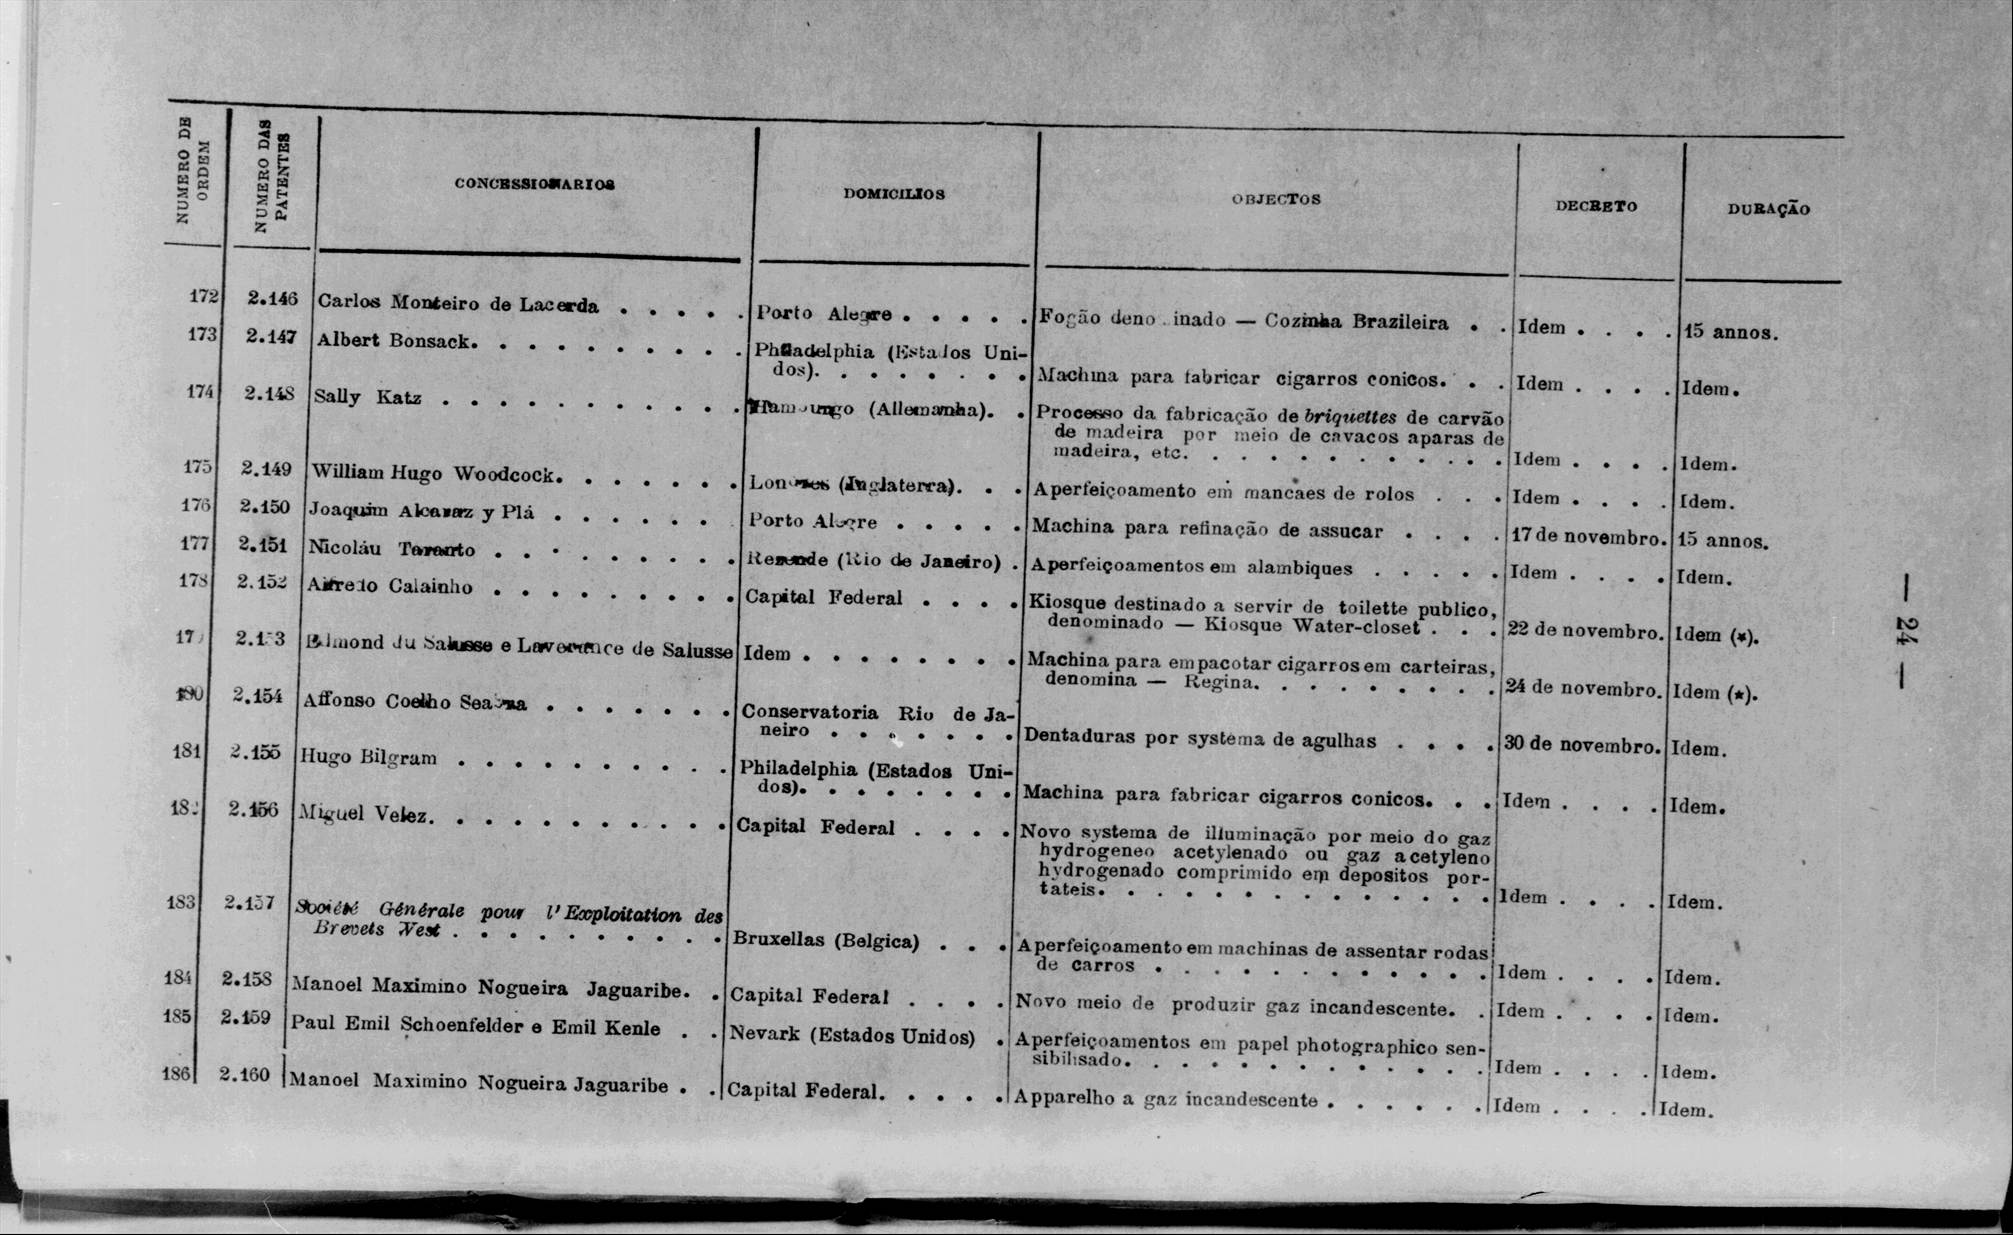 NUMERO DE ORDEM
NUMERO DAS PATENTES
CONCESSIONARIOS
DOMICILIOS
OBJECTOS
DECRETO
DURAÇÃO
172 2.146 Carlos Monteiro de Lacerda . . . . . Porto Alegre . . . . . Fogão deno inado — Cozinha Brazileira . . Idem . . . . 15 annos.
173 2.147 Albert Bonsack. . . . . . . . . . Philadelphia (Estados Uni-
dos). . . . . . . . Machina para fabricar cigarros conicos. . . Idem . . . . Idem.
174 2.148 Sally Katz . . . . . . . . . . . Hamburgo (Allemanha). . Processo da fabricação de briquettes de carvão
de madeira por meio de cavacos aparas de
madeira, etc. . . . . . . . . . . . Idem . . . . Idem.
175 2.149 William Hugo Woodcock. . . . . . . Londres (Inglaterra). . . Aperfeiçoamento em mancaes de rolos . . . Idem . . . . Idem.
176 2.150 Joaquim Alcaraz y Plá . . . . . . . Porto Alegre . . . . . Machina para refinação de assucar . . . . 17 de novembro. 15 annos.
177 2.151 Nicoláu Taranto . . . . . . . . . Rezende (Rio de Janeiro) . Aperfeiçoamentos em alambiques . . . . . Idem . . . . Idem.
178 2.152 Alfredo Calainho . . . . . . . . . Capital Federal . . . . Kiosque destinado a servir de toilette publico,
denominado — Kiosque Water-closet . . . 22 de novembro. Idem (*).
179 2.153 Edmond du Salusse e Lawrence de Salusse Idem . . . . . . . . Machina para empacotar cigarros em carteiras,
denomina — Regina. . . . . . . . . 24 de novembro. Idem (*).
180 2.154 Affonso Coelho Seabra . . . . . . . Conservatoria Rio de Ja-
neiro . . . . . . . Dentaduras por systema de agulhas . . . . 30 de novembro. Idem.
181 2.155 Hugo Bilgram . . . . . . . . . . Philadelphia (Estados Uni-
dos). . . . . . . . Machina para fabricar cigarros conicos. . . Idem . . . . Idem.
182 2.156 Miguel Velez. . . . . . . . . . . Capital Federal . . . . Novo systema de illuminação por meio do gaz
hydrogeneo acetylenado ou gaz acetyleno
hydrogenado comprimido em depositos por-
tateis. . . . . . . . . . . . . . Idem . . . . Idem.
183 2.157 Société Générale pour l'Exploitation des
Brevets West . . . . . . . . . . Bruxellas (Belgica) . . . Aperfeiçoamento em machinas de assentar rodas
de carros . . . . . . . . . . . . Idem . . . . Idem.
184 2.158 Manoel Maximino Nogueira Jaguaribe. . Capital Federal . . . . Novo meio de produzir gaz incandescente. . Idem . . . . Idem.
185 2.159 Paul Emil Schoenfelder e Emil Kenle . . Nevark (Estados Unidos) . Aperfeiçoamentos em papel photographico sen-
sibilisado. . . . . . . . . . . . . Idem . . . . Idem.
186 2.160 Manoel Maximino Nogueira Jaguaribe . . Capital Federal. . . . . Apparelho a gaz incandescente . . . . . . Idem . . . . Idem.
— 24 —